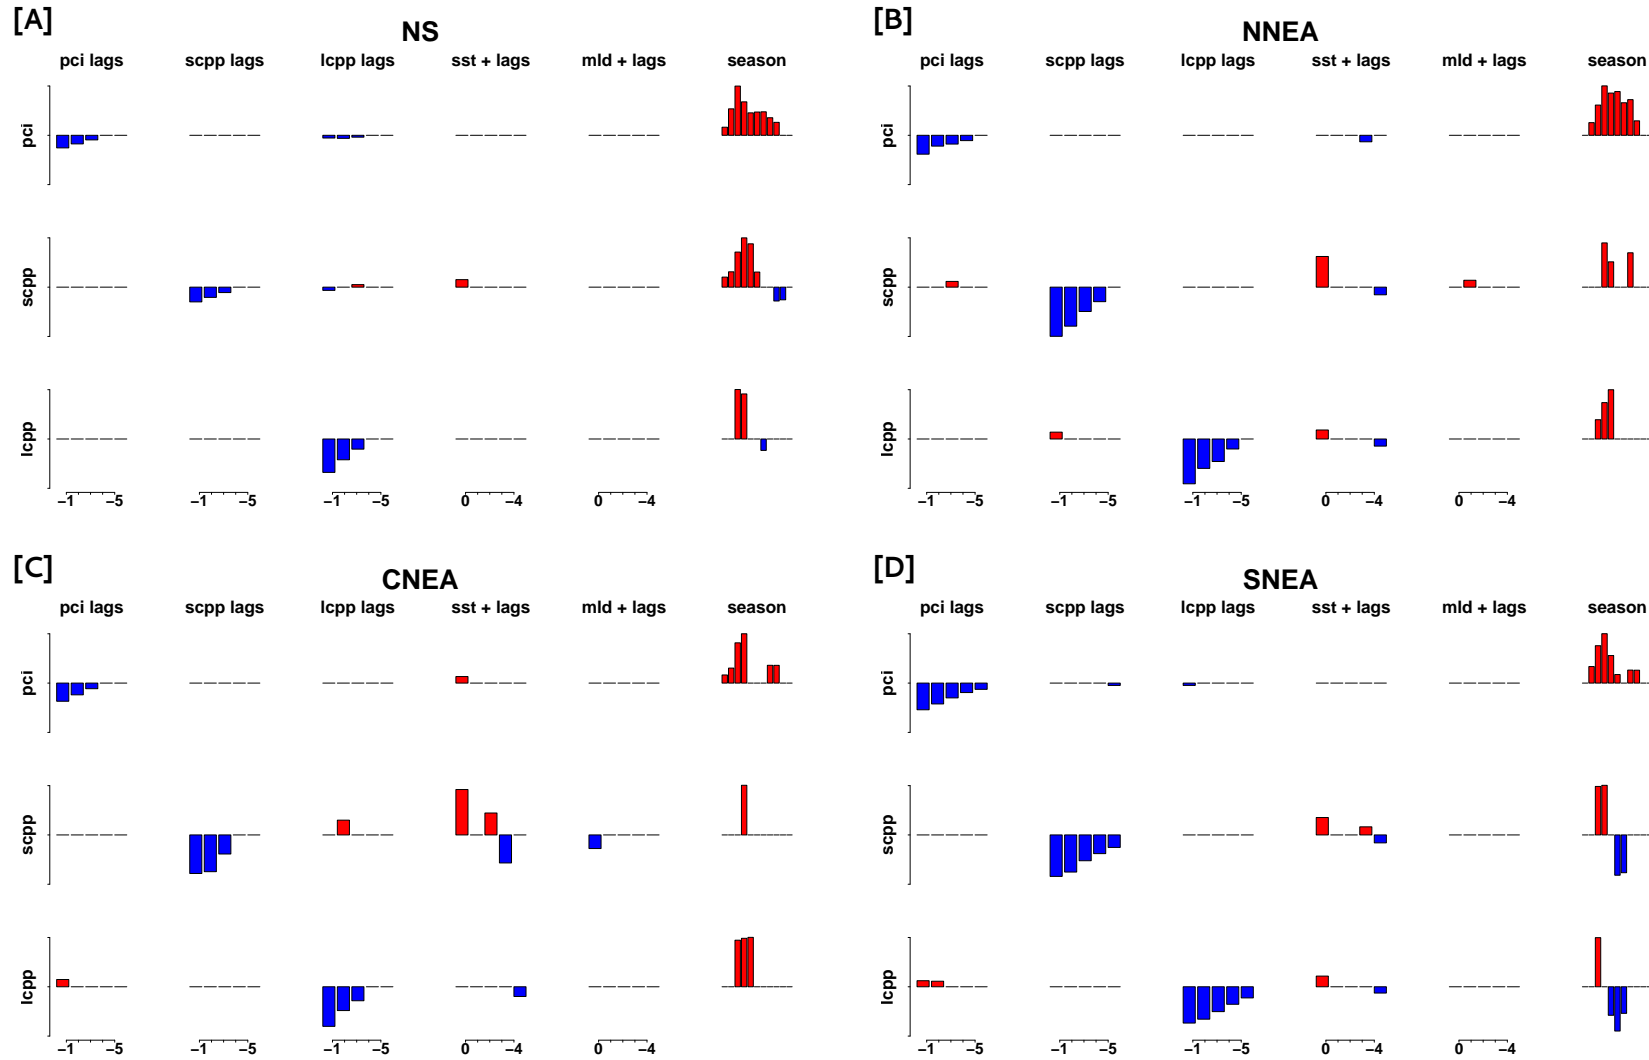 [A]
NS
pci lags scpp lags lcpp lags sst + lags mld + lags season
pci
scpp
lcpp
−1 −5 −1 −5 −1 −5 0 −4 0 −4
[B]
NNEA
pci lags scpp lags lcpp lags sst + lags mld + lags season
pci
scpp
lcpp
−1 −5 −1 −5 −1 −5 0 −4 0 −4
[C]
CNEA
pci lags scpp lags lcpp lags sst + lags mld + lags season
pci
scpp
lcpp
−1 −5 −1 −5 −1 −5 0 −4 0 −4
[D]
SNEA
pci lags scpp lags lcpp lags sst + lags mld + lags season
pci
scpp
lcpp
−1 −5 −1 −5 −1 −5 0 −4 0 −4